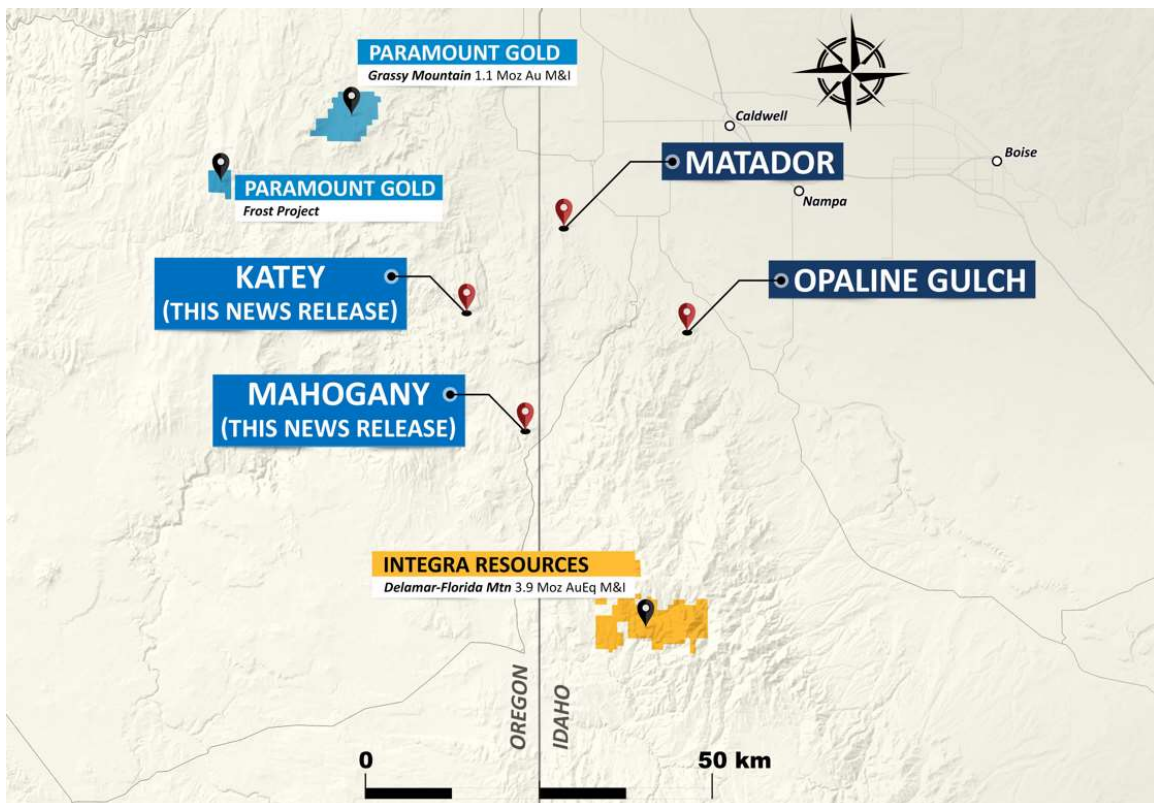 PARAMOUNT GOLD
Grassy Mountain 1.1 Moz Au M&I
Caldwell
Boise
MATADOR
PARAMOUNT GOLD
Frost Project
Nampa
KATEY
(THIS NEWS RELEASE)
OPALINE GULCH
MAHOGANY
(THIS NEWS RELEASE)
INTEGRA RESOURCES
Delamar-Florida Mtn 3.9 Moz AuEq M&I
OREGON
IDAHO
0
50 km